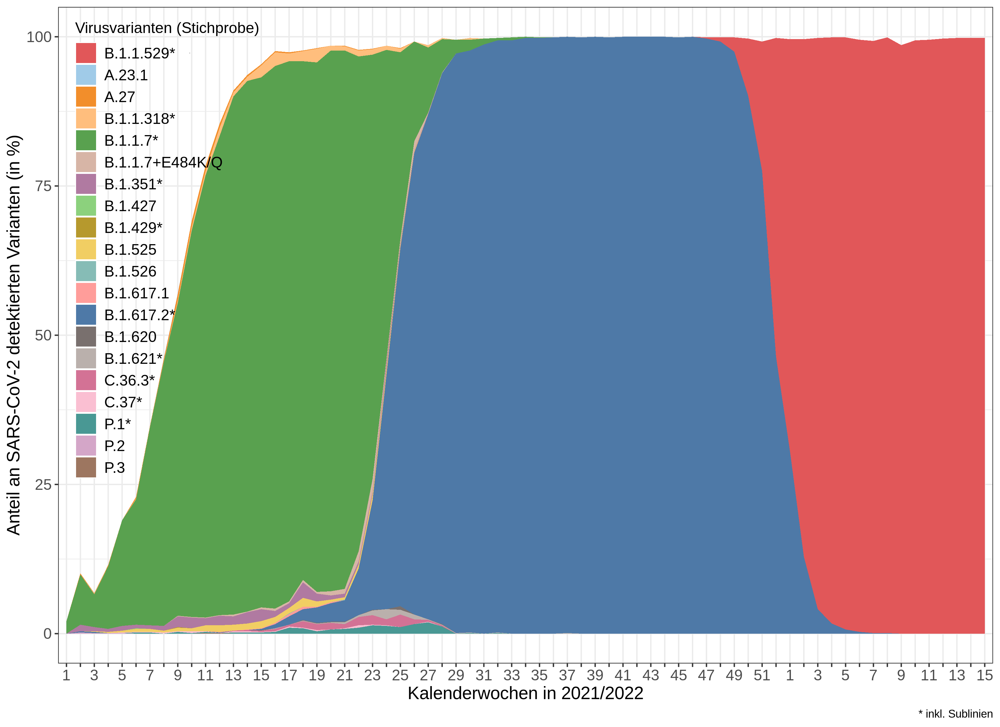 Virusvarianten (Stichprobe)
B.1.1.529*
A.23.1
A.27
B.1.1.318*
B.1.1.7*
B.1.1.7+E484K/Q
B.1.351*
B.1.427
B.1.429*
B.1.525
B.1.526
B.1.617.1
B.1.617.2*
B.1.620
B.1.621*
C.36.3*
C.37*
P.1*
P.2
P.3
Anteil an SARS-CoV-2 detektierten Varianten (in %)
100
75
50
25
0
1 3 5 7 9 11 13 15 17 19 21 23 25 27 29 31 33 35 37 39 41 43 45 47 49 51 1 3 5 7 9 11 13 15
Kalenderwochen in 2021/2022
* inkl. Sublinien